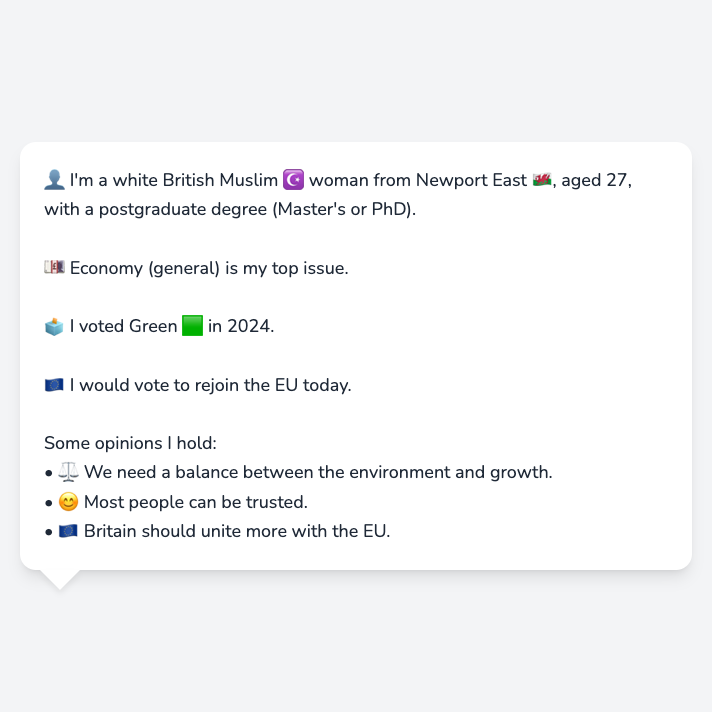 👤 I'm a white British Muslim ☪️ woman from Newport East 🏴󠁧󠁢󠁷󠁬󠁳󠁿, aged 27,
with a postgraduate degree (Master's or PhD).
💷 Economy (general) is my top issue.
🗳️ I voted Green 🟩 in 2024.
🇪🇺 I would vote to rejoin the EU today.
Some opinions I hold:
• ⚖️ We need a balance between the environment and growth.
• 😊 Most people can be trusted.
• 🇪🇺 Britain should unite more with the EU.